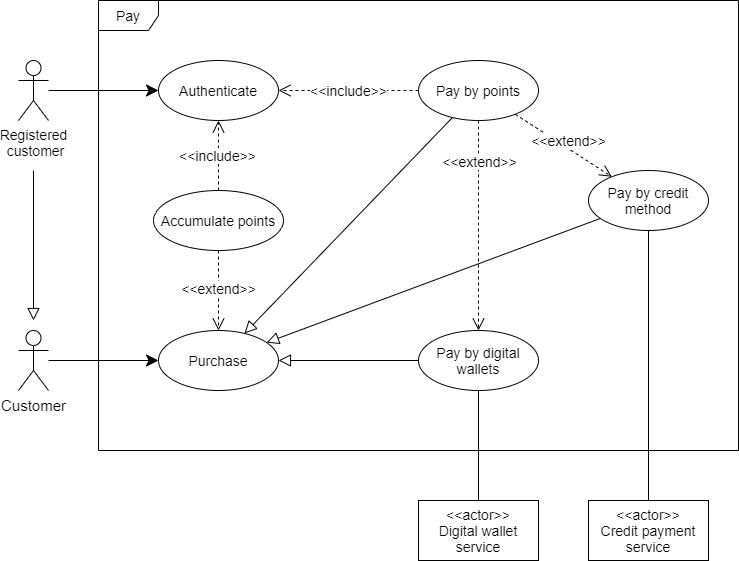 Pay
Authenticate
<<include>>
Pay by points
Registered
customer
<<include>>
<<extend>>
<<extend>>
Pay by credit
method
Accumulate points
<<extend>>
Purchase
Pay by digital
wallets
Customer
<<actor>>
Digital wallet
service
<<actor>>
Credit payment
service